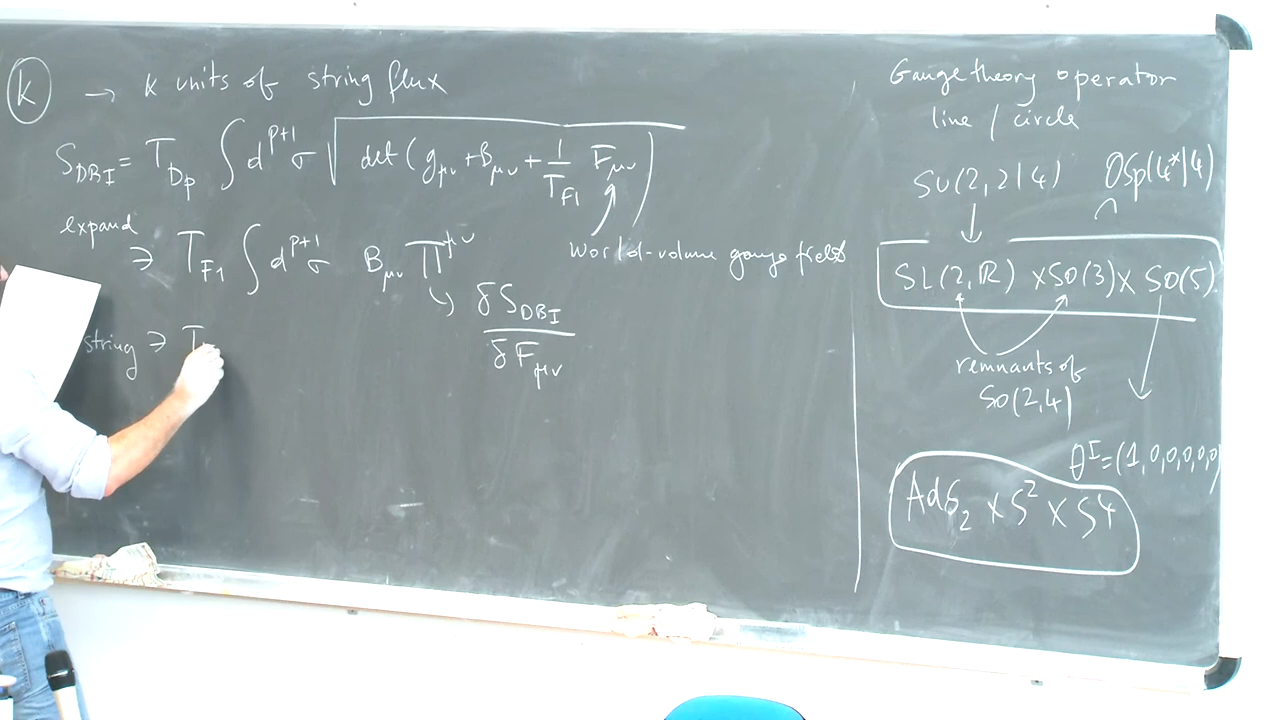 k → k units of string flux
S_DBI = T_Dp ∫ d^{p+1}σ √ det ( g_μν + B_μν + 1/T_F1 F_μν )
world-volume gauge field
expand
∋ T_F1 ∫ d^{p+1}σ B_μν Π^μν
↳ δS_DBI / δF_μν
string ∋ T
Gauge theory operator
line / circle
SU(2,2|4) OSp(4*|4)
↓ ∩
SL(2,ℝ) × SO(3) × SO(5)
remnants of
SO(2,4)
θ^I = (1,0,0,0,0,0)
AdS_2 × S^2 × S^4